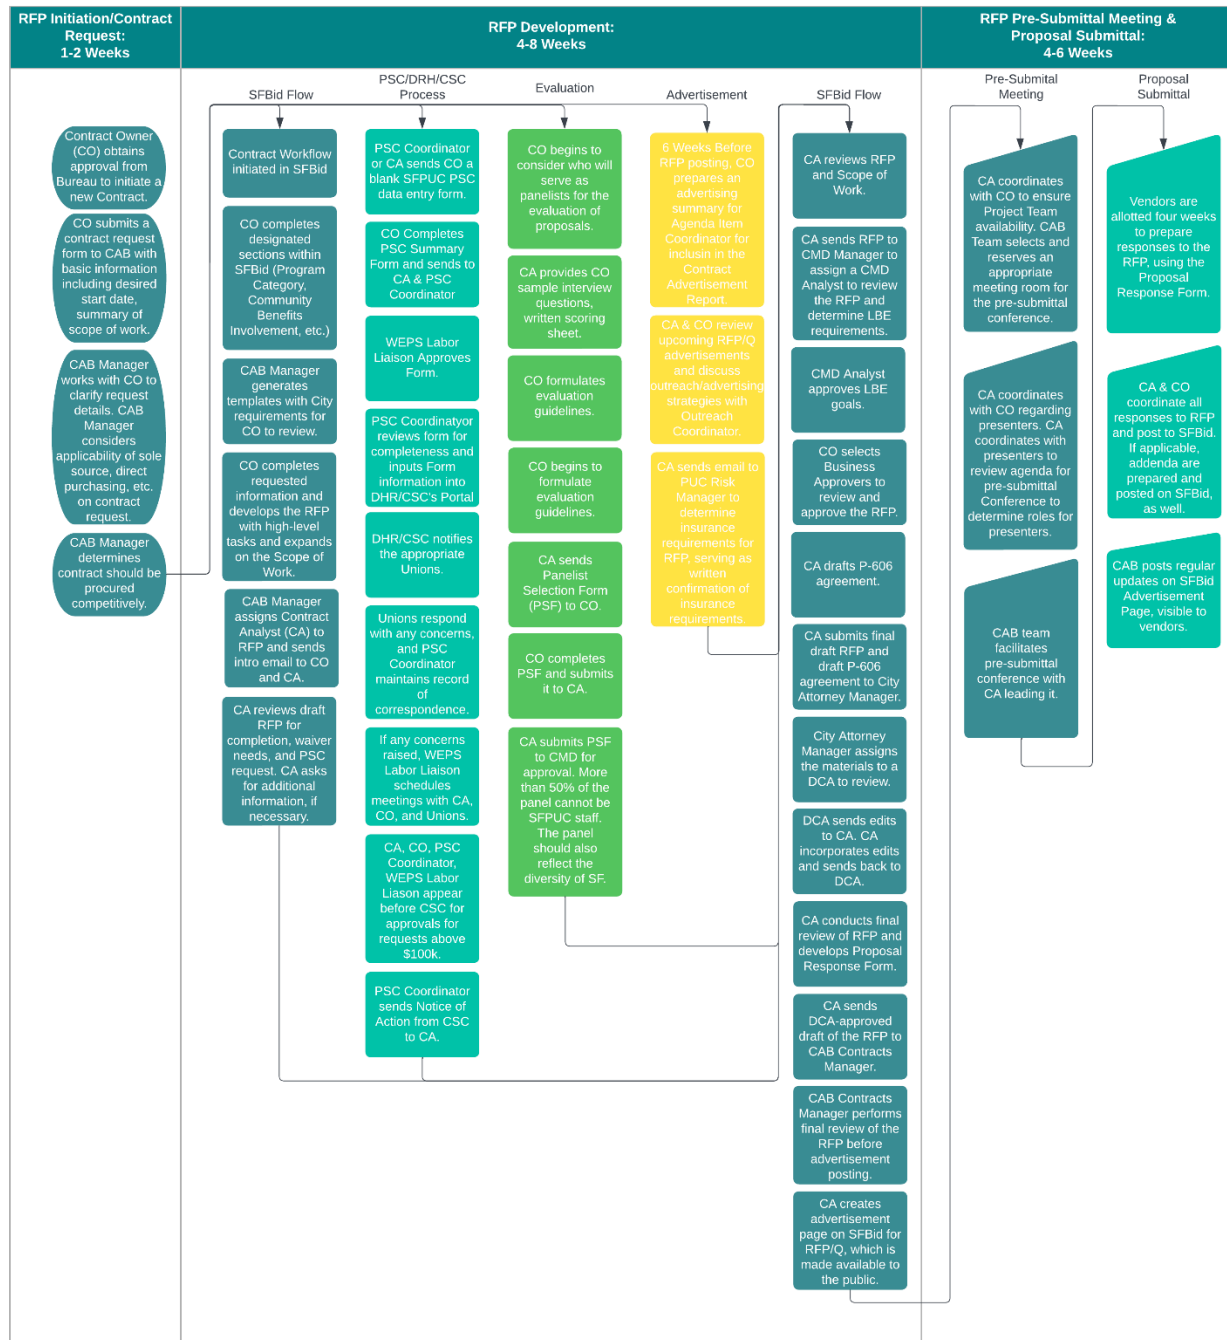 RFP Initiation/Contract
Request:
1-2 Weeks
RFP Development:
4-8 Weeks
RFP Pre-Submittal Meeting &
Proposal Submittal:
4-6 Weeks
Contract Owner
(CO) obtains
approval from
Bureau to initiate a
new Contract.
CO submits a
contract request
form to CAB with
basic information
including desired
start date,
summary of
scope of work.
CAB Manager
works with CO to
clarify request
details. CAB
Manager
considers
applicability of sole
source, direct
purchasing, etc.
on contract
request.
CAB Manager
determines
contract should be
procured
competitively.
SFBid Flow
Contract Workflow
initiated in SFBid
CO completes
designated
sections within
SFBid (Program
Category,
Community
Benefits
Involvement, etc.)
CAB Manager
generates
templates with City
requirements for
CO to review.
CO completes
requested
information and
develops the RFP
with high-level
tasks and expands
on the Scope of
Work.
CAB Manager
assigns Contract
Analyst (CA) to
RFP and sends
intro email to CO
and CA.
CA reviews draft
RFP for
completion, waiver
needs, and PSC
request. CA asks
for additional
information, if
necessary.
PSC/DRH/CSC
Process
PSC Coordinator
or CA sends CO a
blank SFPUC PSC
data entry form.
CO Completes
PSC Summary
Form and sends to
CA & PSC
Coordinator
WEPS Labor
Liaison Approves
Form.
PSC Coordinatyor
reviews form for
completeness and
inputs Form
information into
DHR/CSC's Portal
DHR/CSC notifies
the appropriate
Unions.
Unions respond
with any concerns,
and PSC
Coordinator
maintains record
of
correspondence.
If any concerns
raised, WEPS
Labor Liaison
schedules
meetings with CA,
CO, and Unions.
CA, CO, PSC
Coordinator,
WEPS Labor
Liason appear
before CSC for
approvals for
requests above
$100k.
PSC Coordinator
sends Notice of
Action from CSC
to CA.
Evaluation
CO begins to
consider who will
serve as
panelists for the
evaluation of
proposals.
CA provides CO
sample interview
questions,
written scoring
sheet.
CO formulates
evaluation
guidelines.
CO begins to
formulate
evaluation
guidelines.
CA sends
Panelist
Selection Form
(PSF) to CO.
CO completes
PSF and submits
it to CA.
CA submits PSF
to CMD for
approval. More
than 50% of the
panel cannot be
SFPUC staff.
The panel
should also
reflect the
diversity of SF.
Advertisement
6 Weeks Before
RFP posting, CO
prepares an
advertising
summary for
Agenda Item
Coordinator for
inclusin in the
Contract
Advertisement
Report.
CA & CO review
upcoming RFP/Q
advertisements
and discuss
outreach/advertising
strategies with
Outreach
Coordinator.
CA sends email to
PUC Risk
Manager to
determine
insurance
requirements for
RFP, serving as
written
confirmation of
insurance
requirements.
SFBid Flow
CA reviews RFP
and Scope of
Work.
CA sends RFP to
CMD Manager to
assign a CMD
Analyst to review
the RFP and
determine LBE
requirements.
CMD Analyst
approves LBE
goals.
CO selects
Business
Approvers to
review and
approve the RFP.
CA drafts P-606
agreement.
CA submits final
draft RFP and
draft P-606
agreement to City
Attorney Manager.
City Attorney
Manager assigns
the materials to a
DCA to review.
DCA sends edits
to CA. CA
incorporates edits
and sends back to
DCA.
CA conducts final
review of RFP and
develops Proposal
Response Form.
CA sends
DCA-approved
draft of the RFP to
CAB Contracts
Manager.
CAB Contracts
Manager performs
final review of the
RFP before
advertisement
posting.
CA creates
advertisement
page on SFBid for
RFP/Q, which is
made available to
the public.
Pre-Submital
Meeting
CA coordinates
with CO to ensure
Project Team
availability. CAB
Team selects and
reserves an
appropriate
meeting room for
the pre-submittal
conference.
CA coordinates
with CO regarding
presenters. CA
coordinates with
presenters to
review agenda for
pre-submittal
Conference to
determine roles for
presenters.
CAB team
facilitates
pre-submittal
conference with
CA leading it.
Proposal
Submittal
Vendors are
allotted four weeks
to prepare
responses to the
RFP, using the
Proposal
Response Form.
CA & CO
coordinate all
responses to RFP
and post to SFBid.
If applicable,
addenda are
prepared and
posted on SFBid,
as well.
CAB posts regular
updates on SFBid
Advertisement
Page, visible to
vendors.